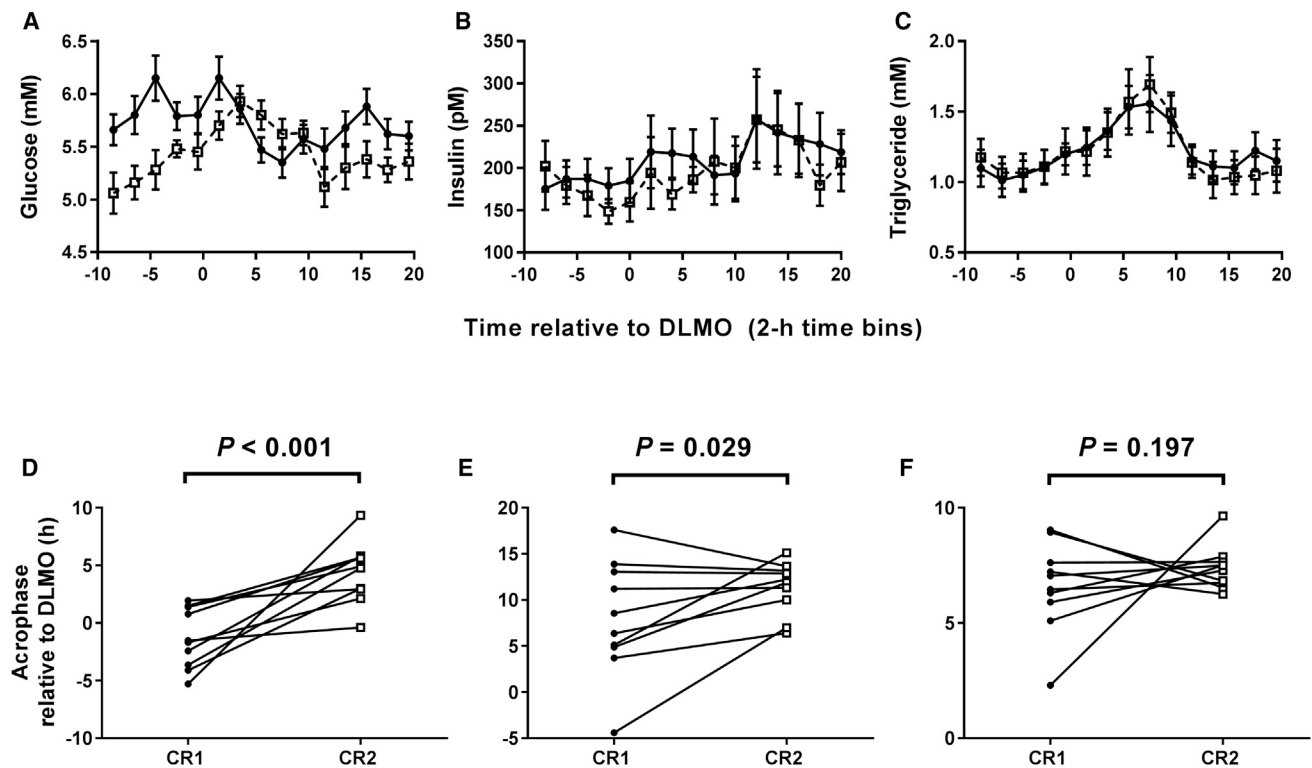 A
B
C
Glucose (mM)
6.5
6.0
5.5
5.0
4.5
-10 -5 0 5 10 15 20
Insulin (pM)
350
300
250
200
150
100
-10 -5 0 5 10 15 20
Triglyceride (mM)
2.0
1.5
1.0
0.5
-10 -5 0 5 10 15 20
Time relative to DLMO (2-h time bins)
D
P < 0.001
E
P = 0.029
F
P = 0.197
Acrophase
relative to DLMO (h)
10
5
0
-5
-10
CR1 CR2
20
15
10
5
0
-5
CR1 CR2
10
5
0
CR1 CR2